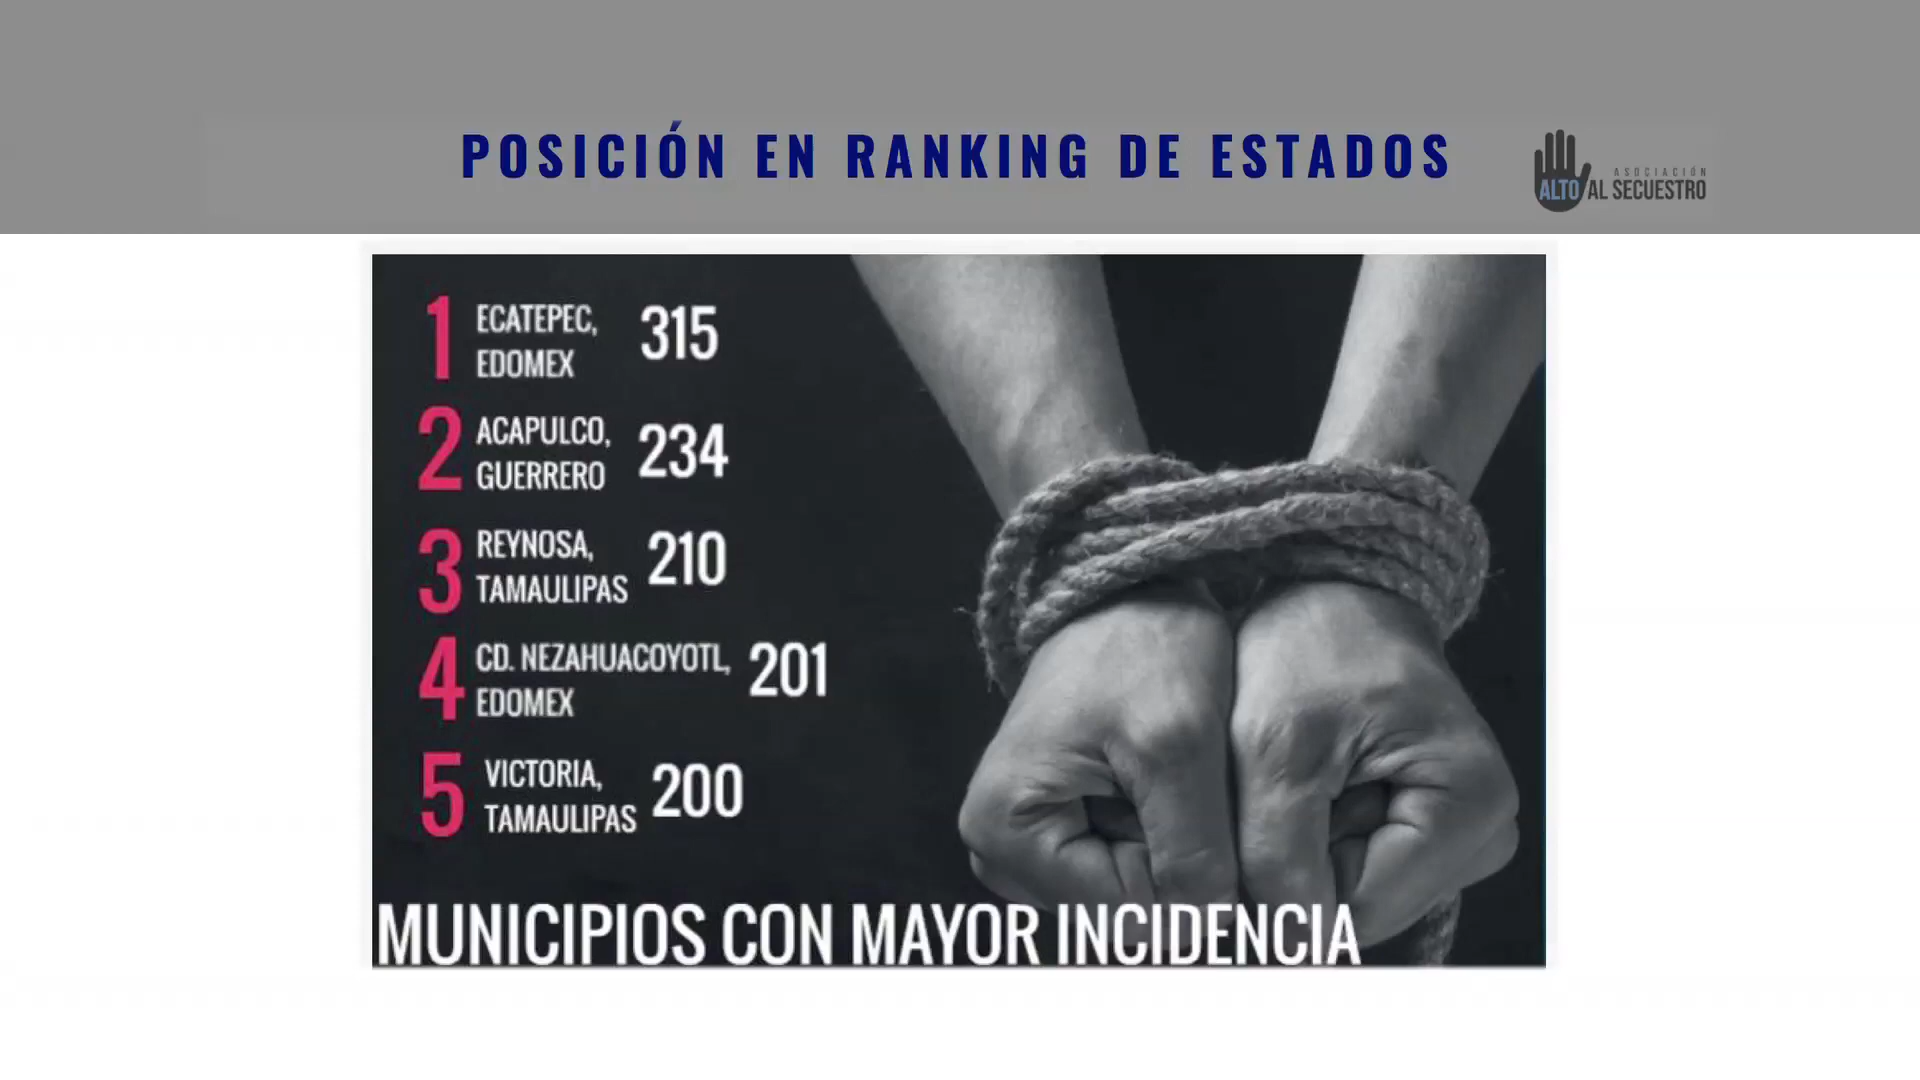 POSICIÓN EN RANKING DE ESTADOS
ASOCIACIÓN
ALTO AL SECUESTRO
1 ECATEPEC, 315
EDOMEX
2 ACAPULCO, 234
GUERRERO
3 REYNOSA, 210
TAMAULIPAS
4 CD. NEZAHUACOYOTL, 201
EDOMEX
5 VICTORIA, 200
TAMAULIPAS
MUNICIPIOS CON MAYOR INCIDENCIA